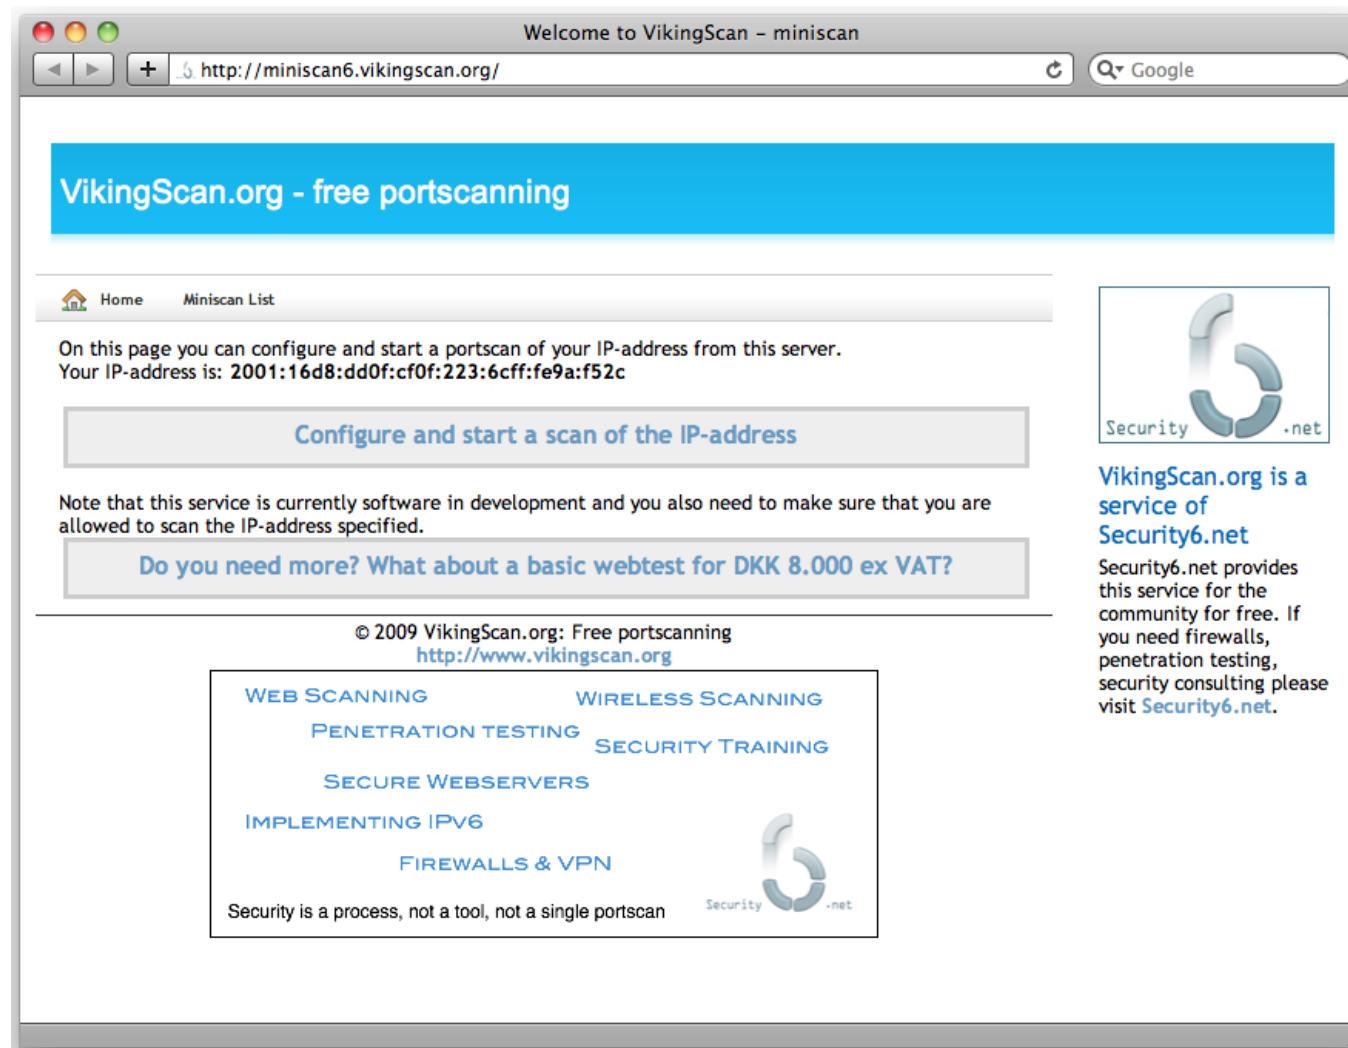 Welcome to VikingScan – miniscan
http://miniscan6.vikingscan.org/
Google
VikingScan.org - free portscanning
Home Miniscan List
On this page you can configure and start a portscan of your IP-address from this server.
Your IP-address is: 2001:16d8:dd0f:cf0f:223:6cff:fe9a:f52c
Configure and start a scan of the IP-address
Note that this service is currently software in development and you also need to make sure that you are
allowed to scan the IP-address specified.
Do you need more? What about a basic webtest for DKK 8.000 ex VAT?
© 2009 VikingScan.org: Free portscanning
http://www.vikingscan.org
WEB SCANNING
WIRELESS SCANNING
PENETRATION TESTING
SECURITY TRAINING
SECURE WEBSERVERS
IMPLEMENTING IPV6
FIREWALLS & VPN
Security is a process, not a tool, not a single portscan
Security 6 .net
Security 6 .net
VikingScan.org is a
service of
Security6.net
Security6.net provides
this service for the
community for free. If
you need firewalls,
penetration testing,
security consulting please
visit Security6.net.